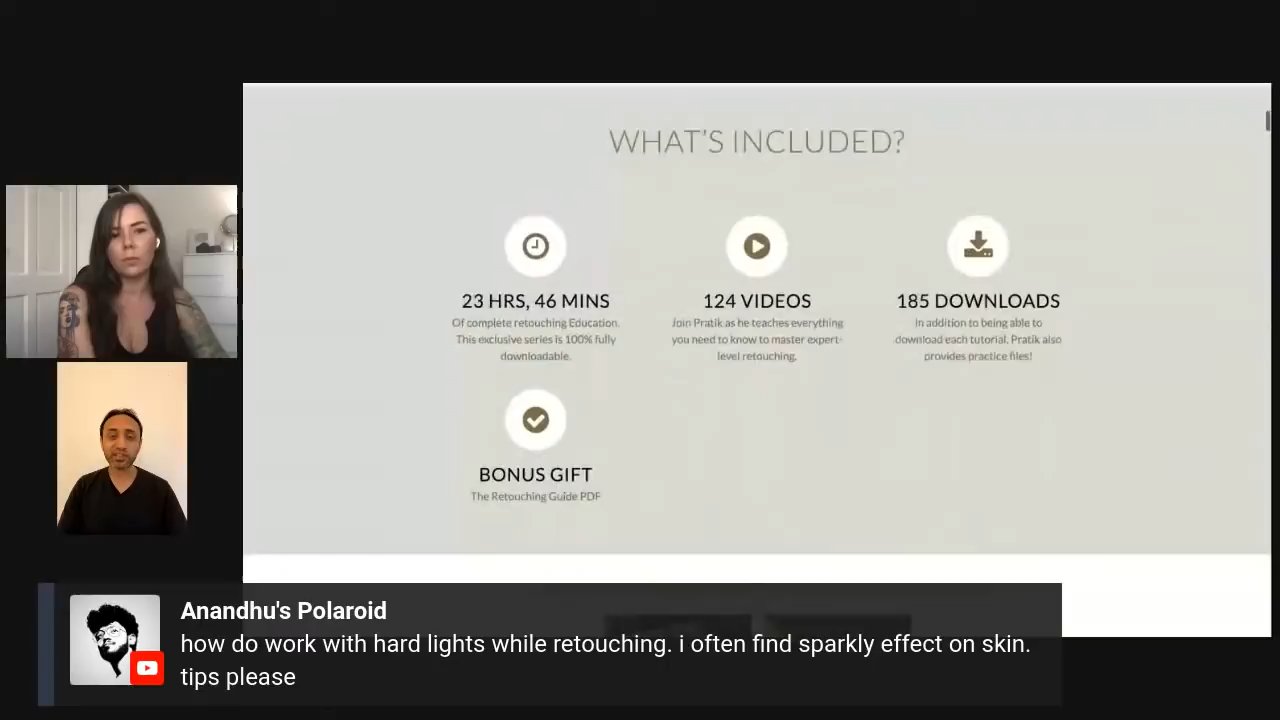 WHAT'S INCLUDED?
23 HRS, 46 MINS
Of complete retouching Education.
This exclusive series is 100% fully
downloadable.
124 VIDEOS
Join Pratik as he teaches everything
you need to know to master expert-
level retouching.
185 DOWNLOADS
In addition to being able to
download each tutorial. Pratik also
provides practice files!
BONUS GIFT
The Retouching Guide PDF
Anandhu's Polaroid
how do work with hard lights while retouching. i often find sparkly effect on skin.
tips please